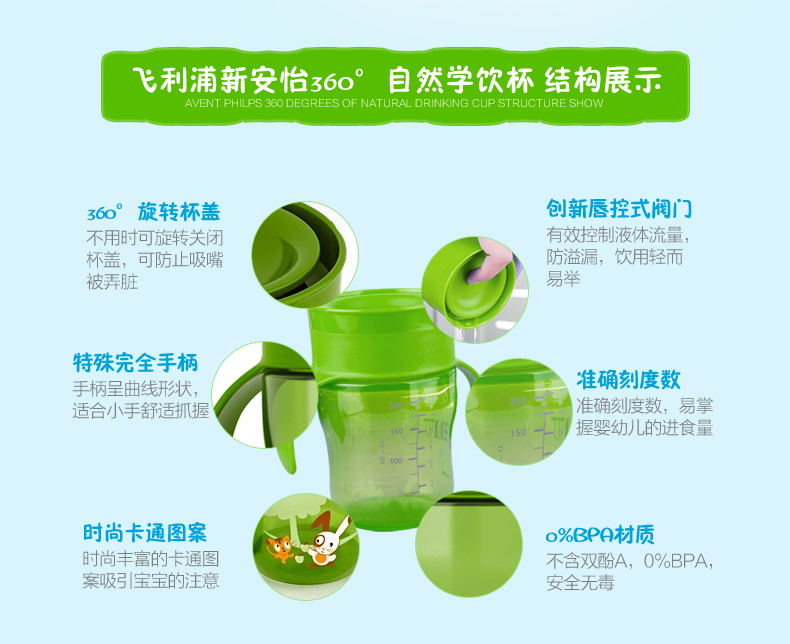 飞利浦新安怡360° 自然学饮杯 结构展示
AVENT PHILPS 360 DEGREES OF NATURAL DRINKING CUP STRUCTURE SHOW
360° 旋转杯盖
不用时可旋转关闭
杯盖，可防止吸嘴
被弄脏
创新唇控式阀门
有效控制液体流量，
防溢漏，饮用轻而
易举
特殊完全手柄
手柄呈曲线形状，
适合小手舒适抓握
准确刻度数
准确刻度数，易掌
握婴幼儿的进食量
150
100
150
时尚卡通图案
时尚丰富的卡通图
案吸引宝宝的注意
0%BPA材质
不含双酚A，0%BPA，
安全无毒